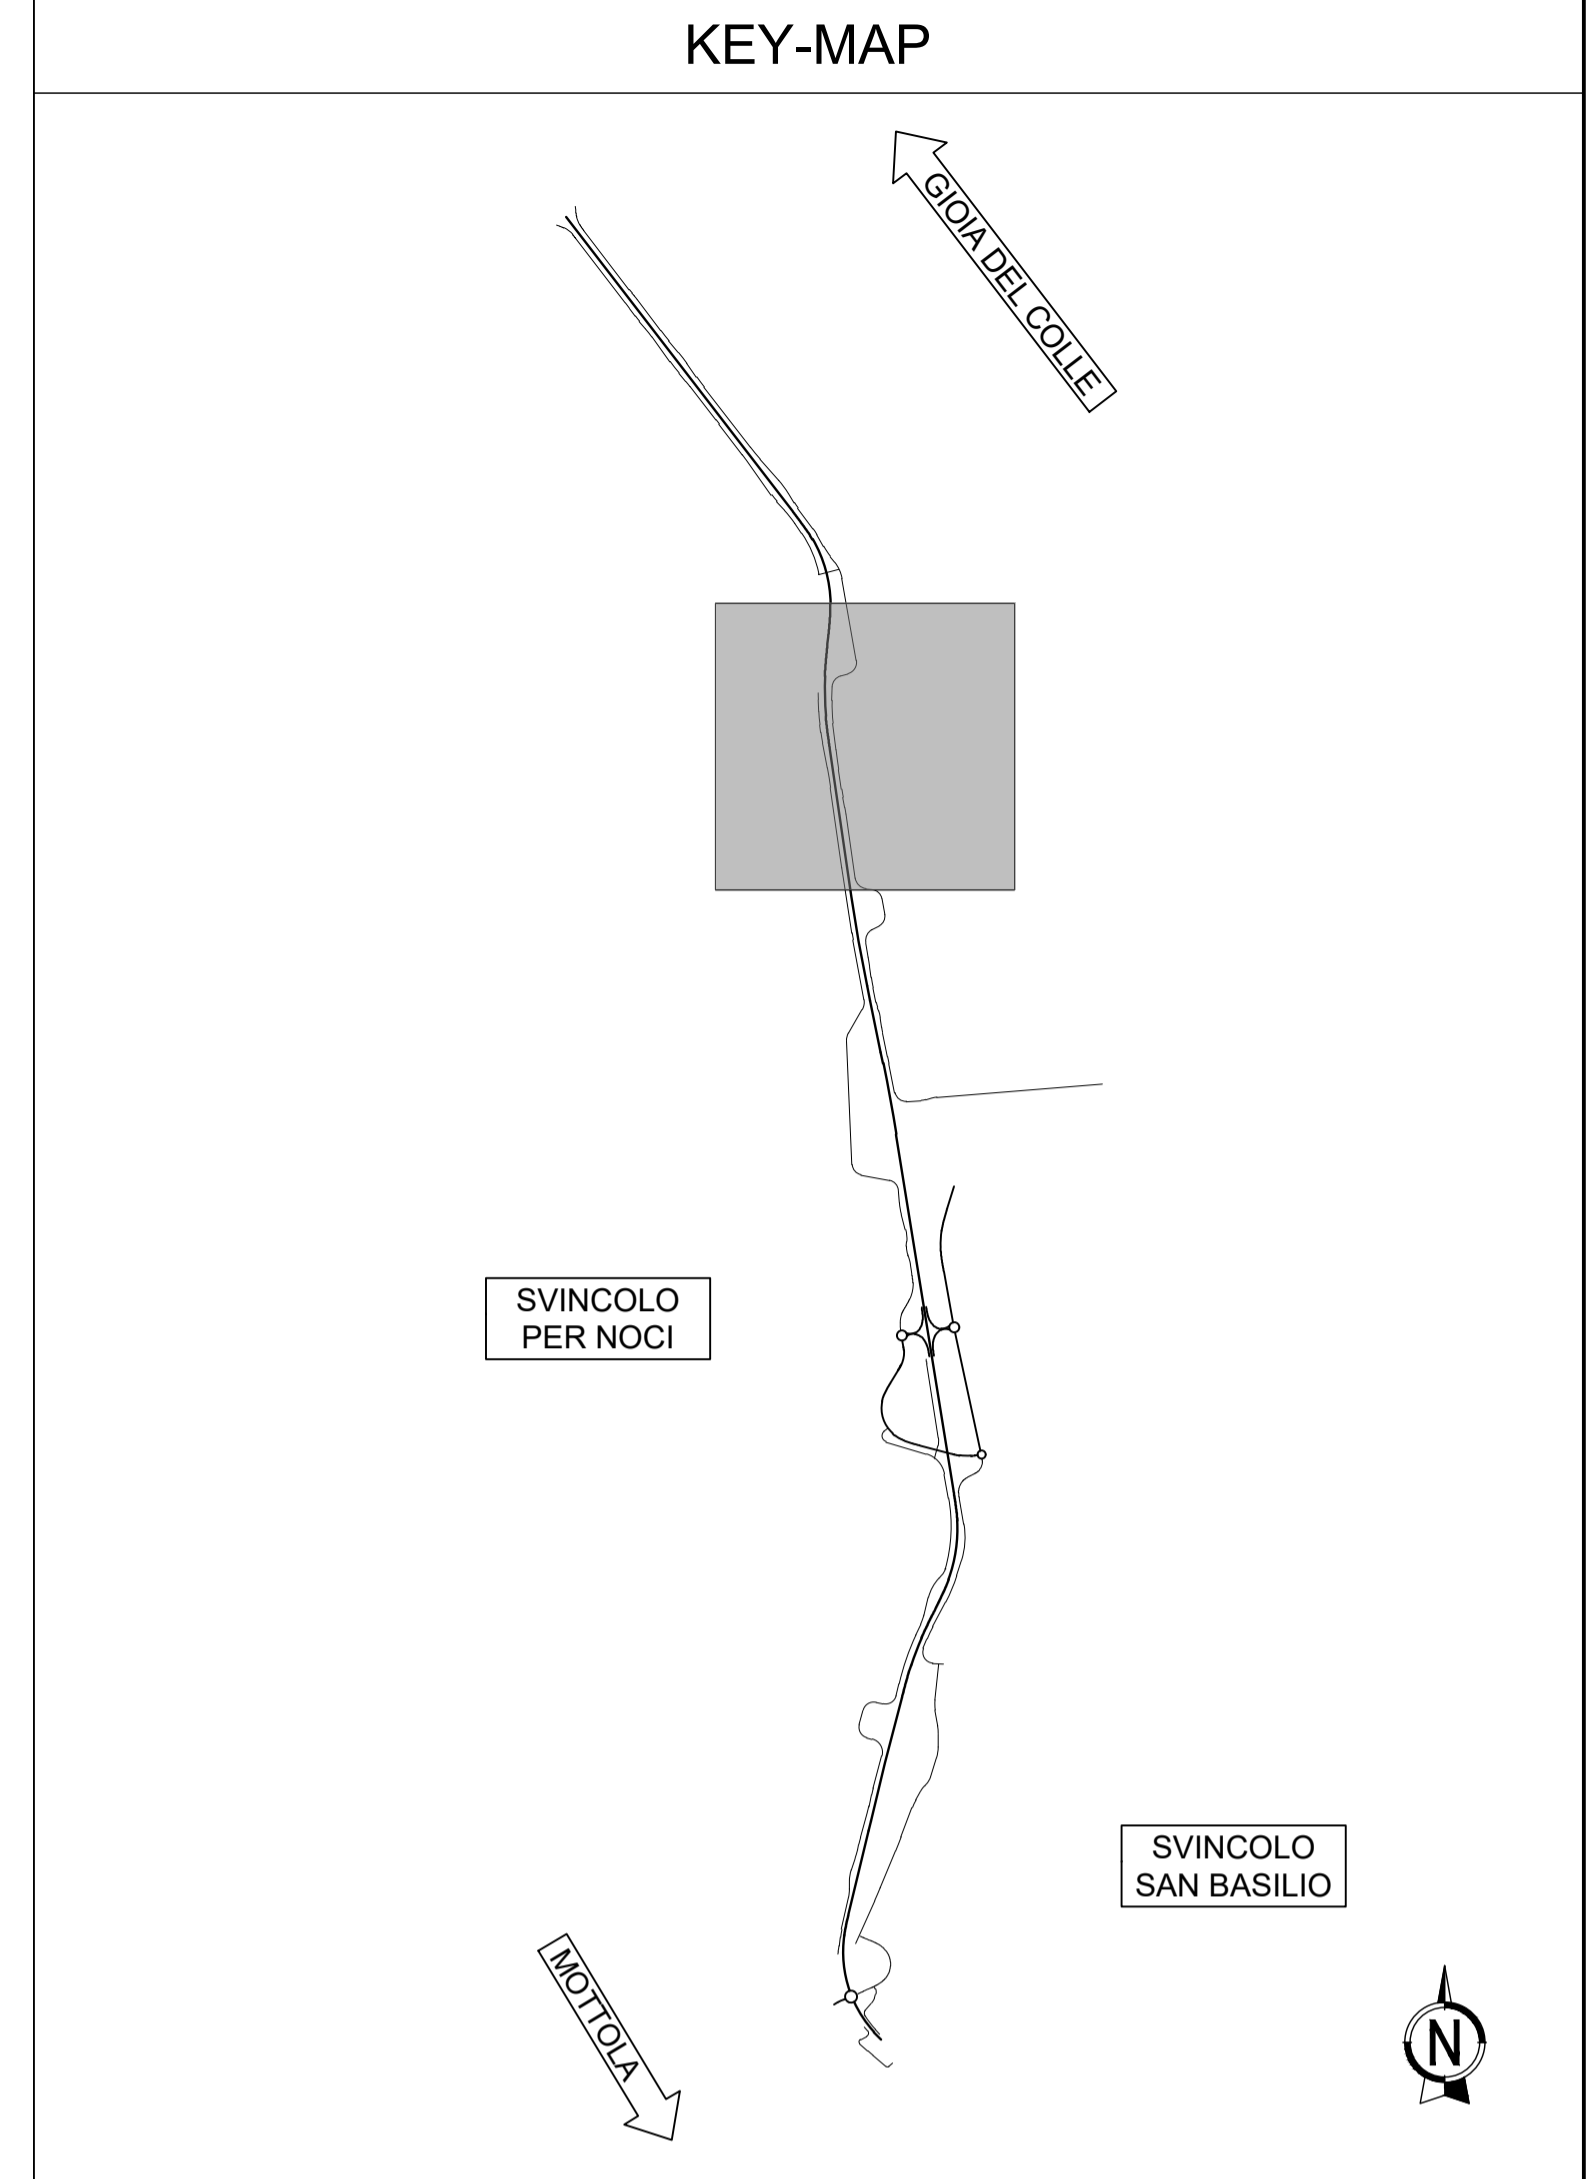 KEY-MAP
GIOIA DEL COLLE
SVINCOLO
PER NOCI
SVINCOLO
SAN BASILIO
MOTTOLA
N